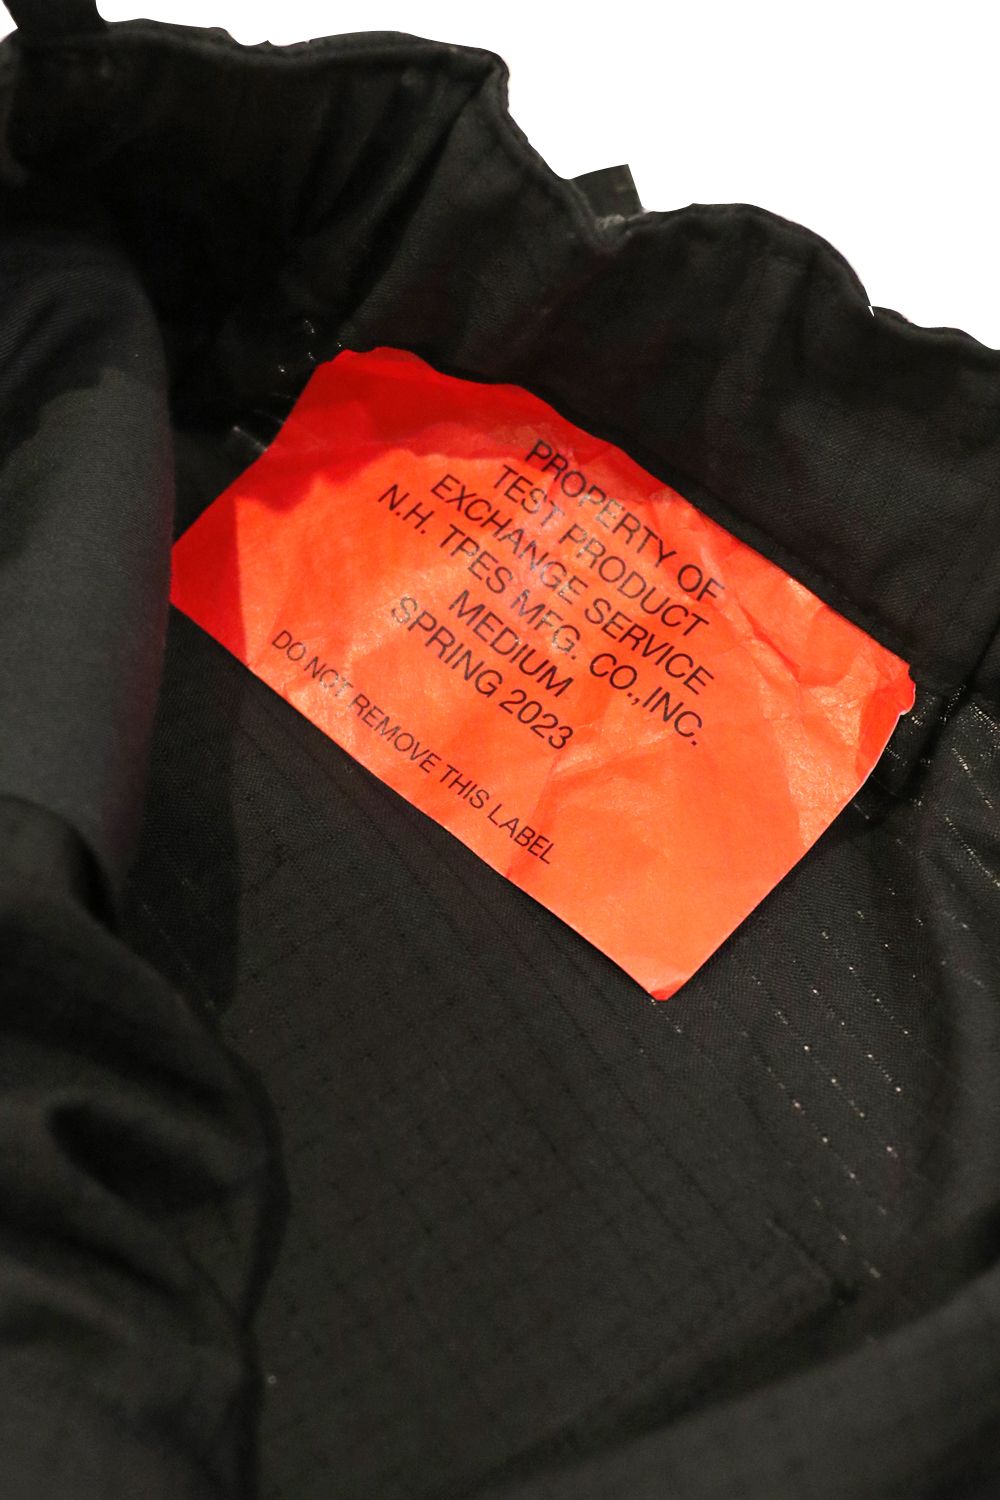 PROPERTY OF
TEST PRODUCT
EXCHANGE SERVICE
N.H. TPES MFG. CO.,INC.
MEDIUM
SPRING 2023
DO NOT REMOVE THIS LABEL